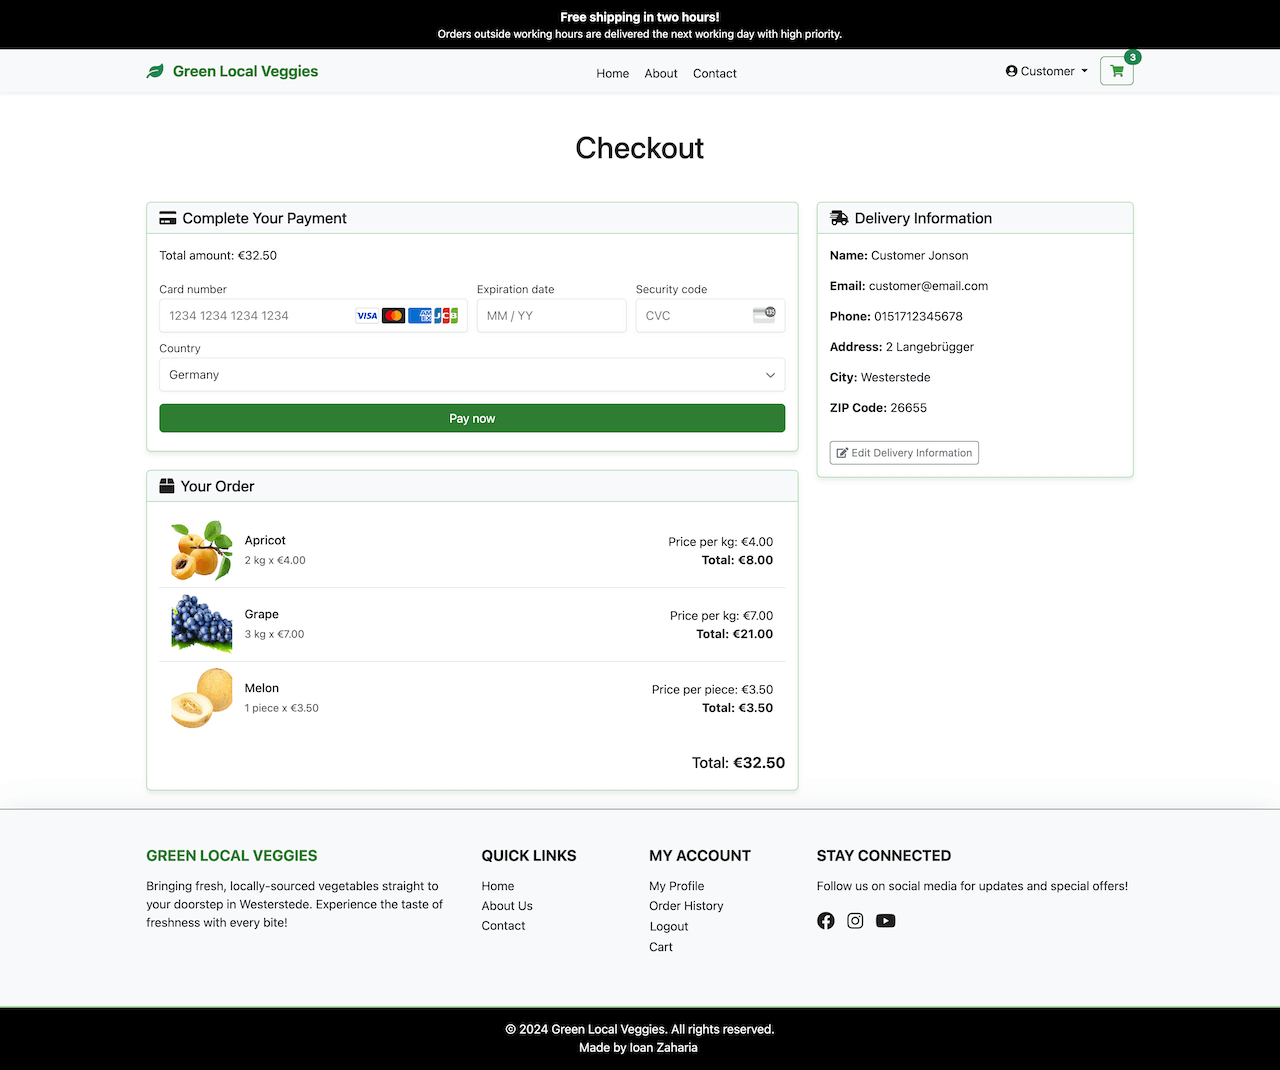 Free shipping in two hours!
Orders outside working hours are delivered the next working day with high priority.
Green Local Veggies
Home
About
Contact
Customer
3
Checkout
Complete Your Payment
Total amount: €32.50
Card number
Expiration date
Security code
1234 1234 1234 1234
VISA
AM EX
JCB
MM / YY
CVC
Country
Germany
Pay now
Delivery Information
Name: Customer Jonson
Email: customer@email.com
Phone: 0151712345678
Address: 2 Langebrügger
City: Westerstede
ZIP Code: 26655
Edit Delivery Information
Your Order
Apricot
2 kg x €4.00
Price per kg: €4.00
Total: €8.00
Grape
3 kg x €7.00
Price per kg: €7.00
Total: €21.00
Melon
1 piece x €3.50
Price per piece: €3.50
Total: €3.50
Total: €32.50
GREEN LOCAL VEGGIES
Bringing fresh, locally-sourced vegetables straight to
your doorstep in Westerstede. Experience the taste of
freshness with every bite!
QUICK LINKS
Home
About Us
Contact
MY ACCOUNT
My Profile
Order History
Logout
Cart
STAY CONNECTED
Follow us on social media for updates and special offers!
© 2024 Green Local Veggies. All rights reserved.
Made by Ioan Zaharia